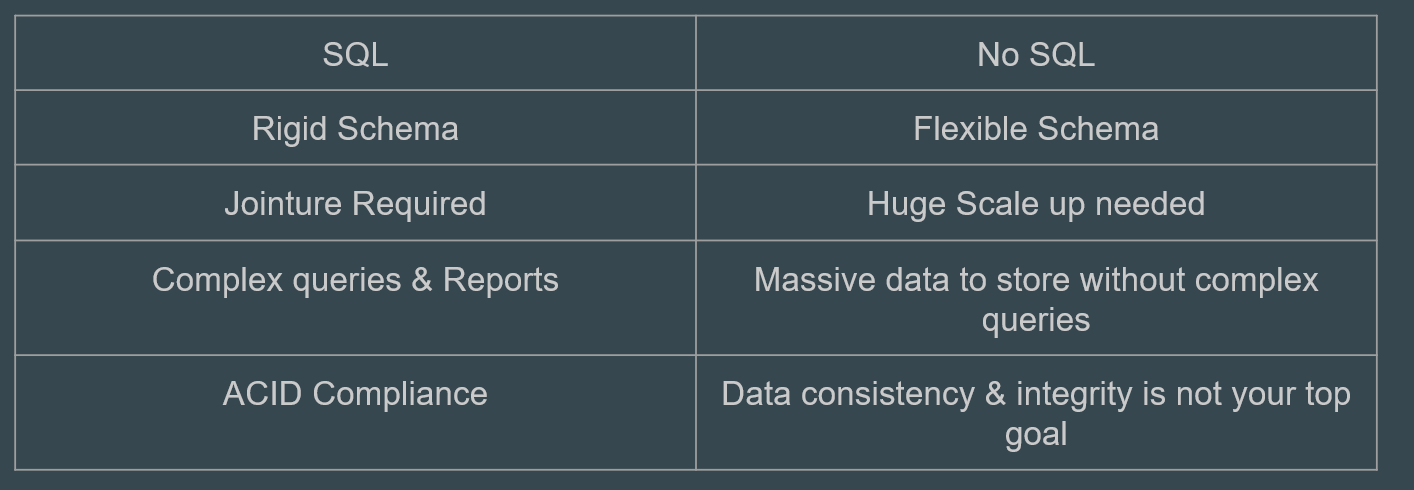 SQL
No SQL
Rigid Schema
Flexible Schema
Jointure Required
Huge Scale up needed
Complex queries & Reports
Massive data to store without complex
queries
ACID Compliance
Data consistency & integrity is not your top
goal